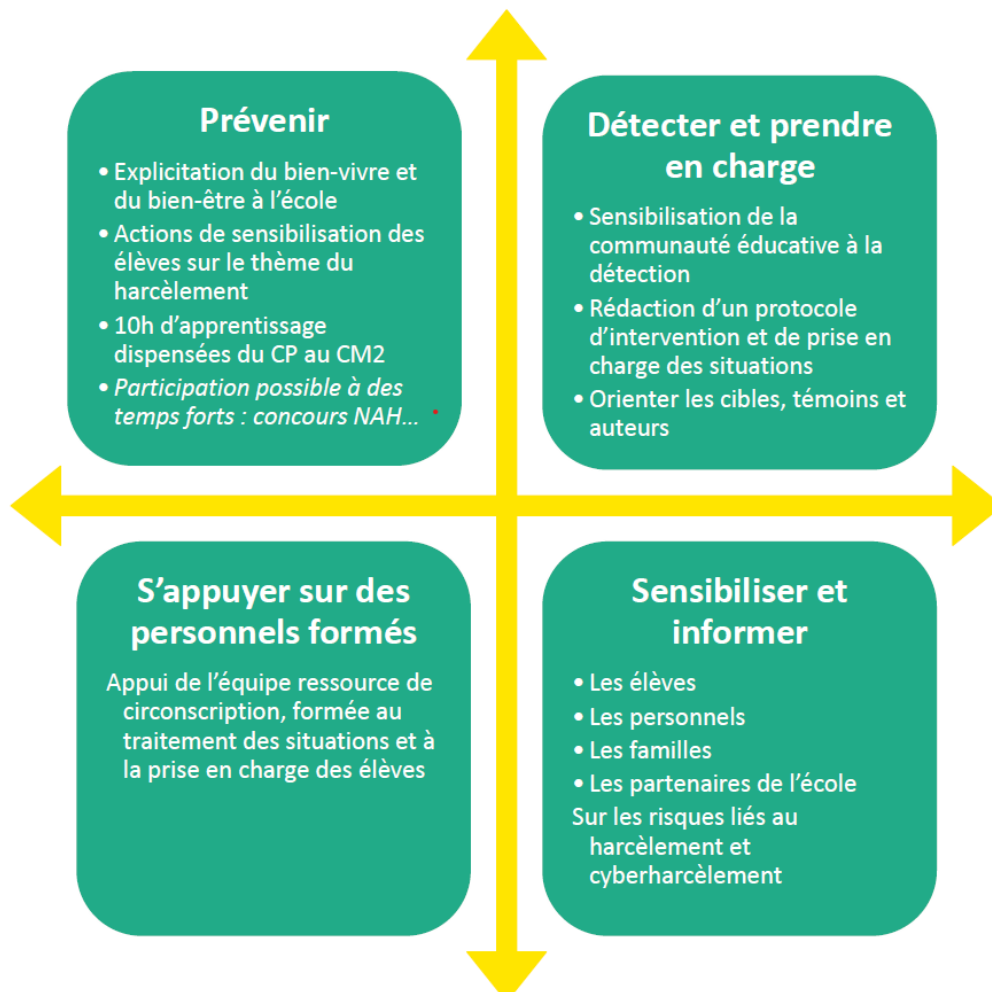 Prévenir
• Explicitation du bien-vivre et
du bien-être à l’école
• Actions de sensibilisation des
élèves sur le thème du
harcèlement
• 10h d’apprentissage
dispensées du CP au CM2
• Participation possible à des
temps forts : concours NAH...
Détecter et prendre
en charge
• Sensibilisation de la
communauté éducative à la
détection
• Rédaction d’un protocole
d’intervention et de prise en
charge des situations
• Orienter les cibles, témoins et
auteurs
S’appuyer sur des
personnels formés
Appui de l’équipe ressource de
circonscription, formée au
traitement des situations et à
la prise en charge des élèves
Sensibiliser et
informer
• Les élèves
• Les personnels
• Les familles
• Les partenaires de l’école
Sur les risques liés au
harcèlement et
cyberharcèlement